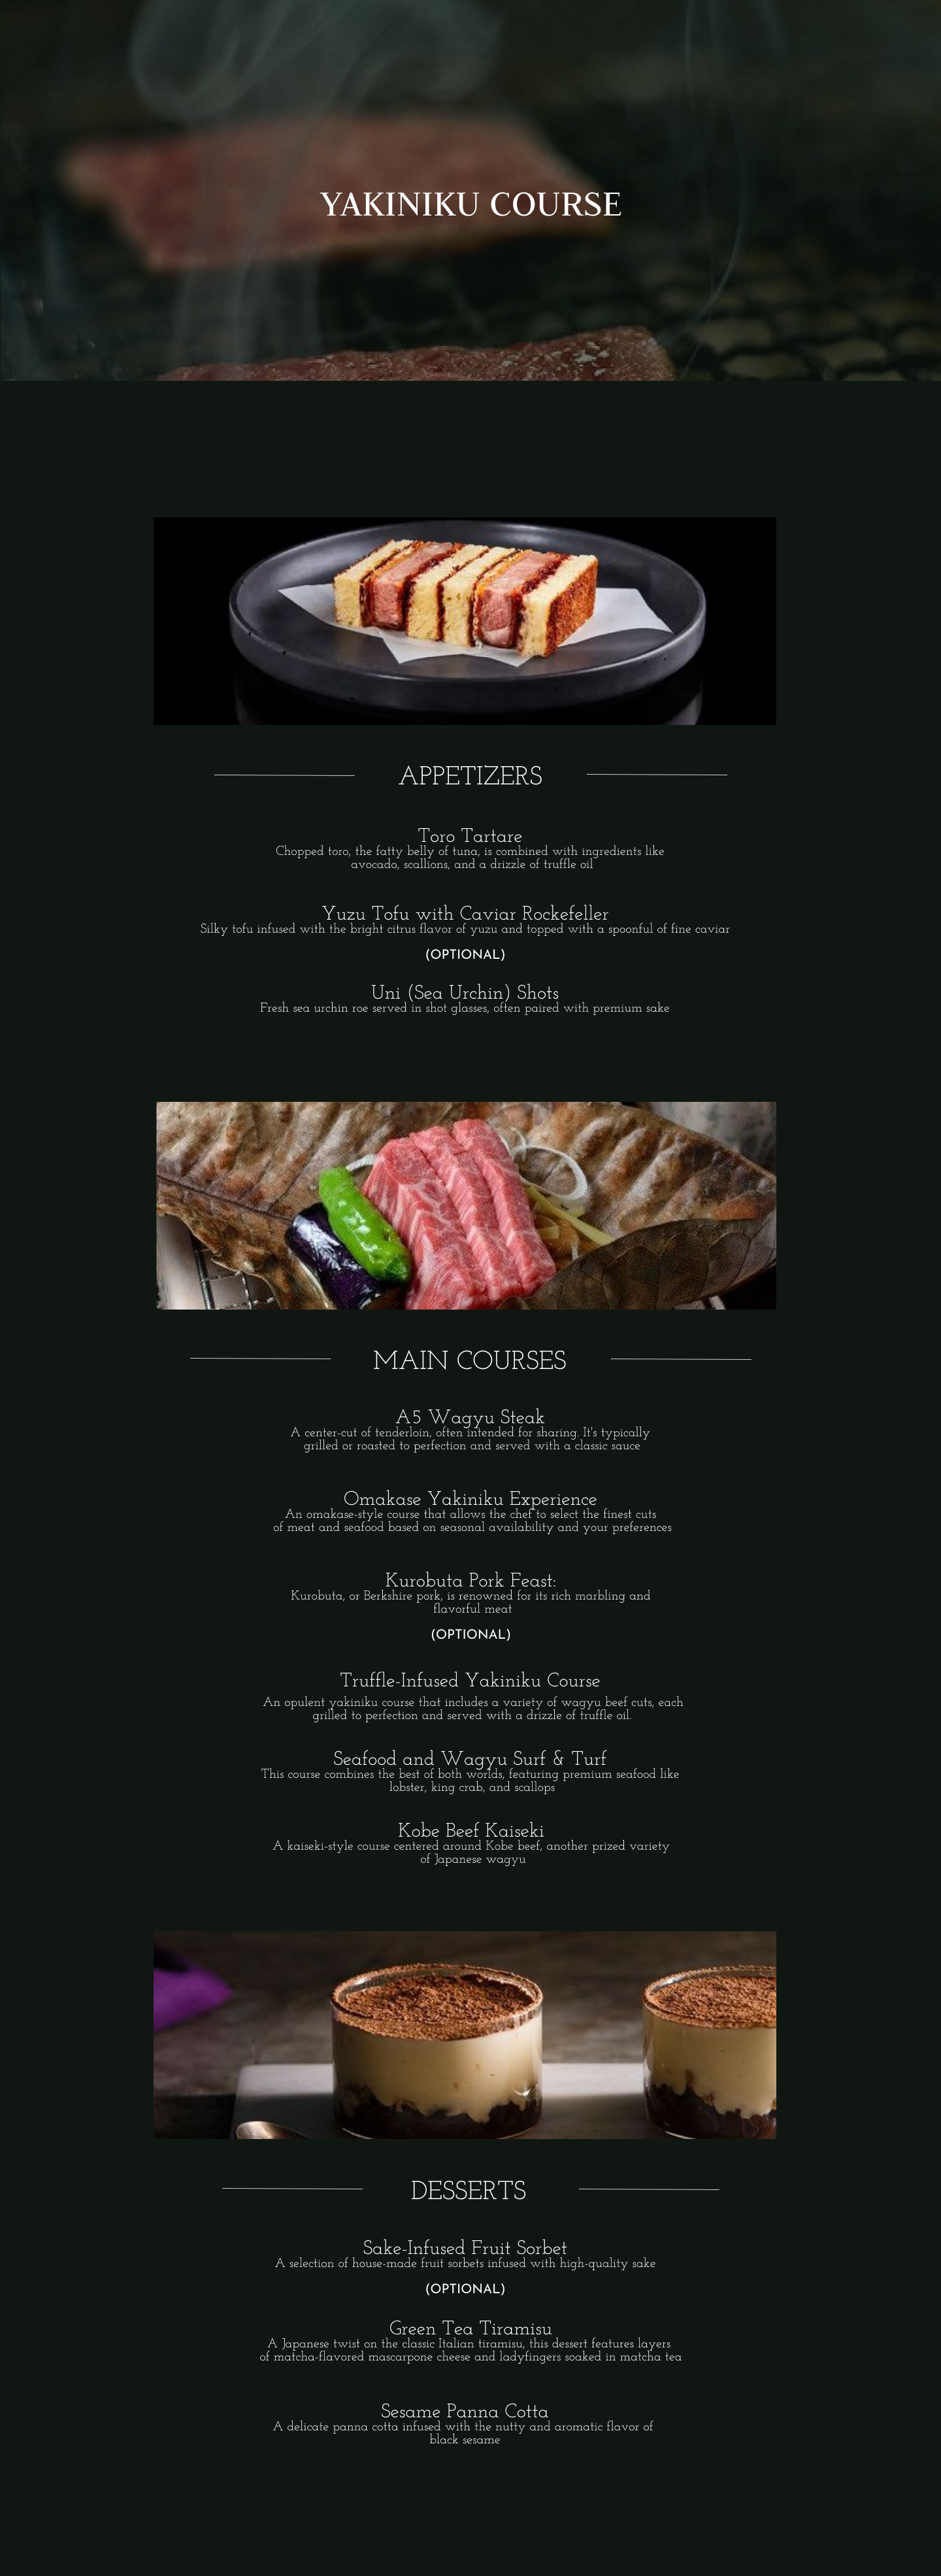 YAKINIKU COURSE
APPETIZERS
Toro Tartare
Chopped toro, the fatty belly of tuna, is combined with ingredients like
avocado, scallions, and a drizzle of truffle oil
Yuzu Tofu with Caviar Rockefeller
Silky tofu infused with the bright citrus flavor of yuzu and topped with a spoonful of fine caviar
(OPTIONAL)
Uni (Sea Urchin) Shots
Fresh sea urchin roe served in shot glasses, often paired with premium sake
MAIN COURSES
A5 Wagyu Steak
A center-cut of tenderloin, often intended for sharing. It's typically
grilled or roasted to perfection and served with a classic sauce
Omakase Yakiniku Experience
An omakase-style course that allows the chef to select the finest cuts
of meat and seafood based on seasonal availability and your preferences
Kurobuta Pork Feast:
Kurobuta, or Berkshire pork, is renowned for its rich marbling and
flavorful meat
(OPTIONAL)
Truffle-Infused Yakiniku Course
An opulent yakiniku course that includes a variety of wagyu beef cuts, each
grilled to perfection and served with a drizzle of truffle oil.
Seafood and Wagyu Surf & Turf
This course combines the best of both worlds, featuring premium seafood like
lobster, king crab, and scallops
Kobe Beef Kaiseki
A kaiseki-style course centered around Kobe beef, another prized variety
of Japanese wagyu
DESSERTS
Sake-Infused Fruit Sorbet
A selection of house-made fruit sorbets infused with high-quality sake
(OPTIONAL)
Green Tea Tiramisu
A Japanese twist on the classic Italian tiramisu, this dessert features layers
of matcha-flavored mascarpone cheese and ladyfingers soaked in matcha tea
Sesame Panna Cotta
A delicate panna cotta infused with the nutty and aromatic flavor of
black sesame